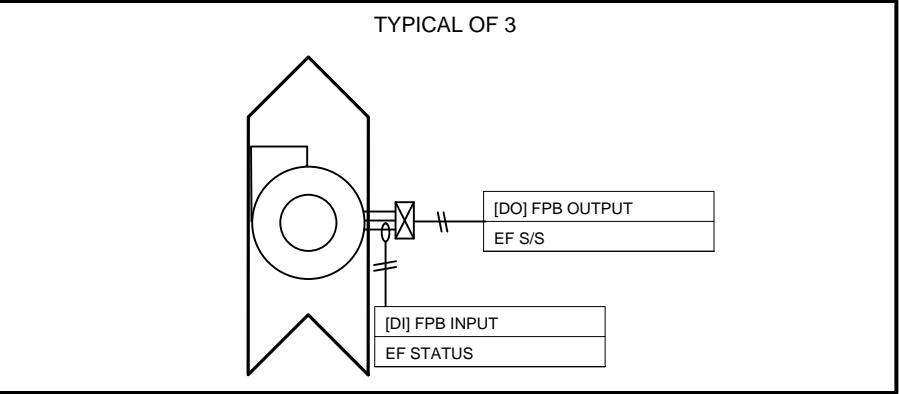 TYPICAL OF 3
[DO] FPB OUTPUT
EF S/S
[DI] FPB INPUT
EF STATUS